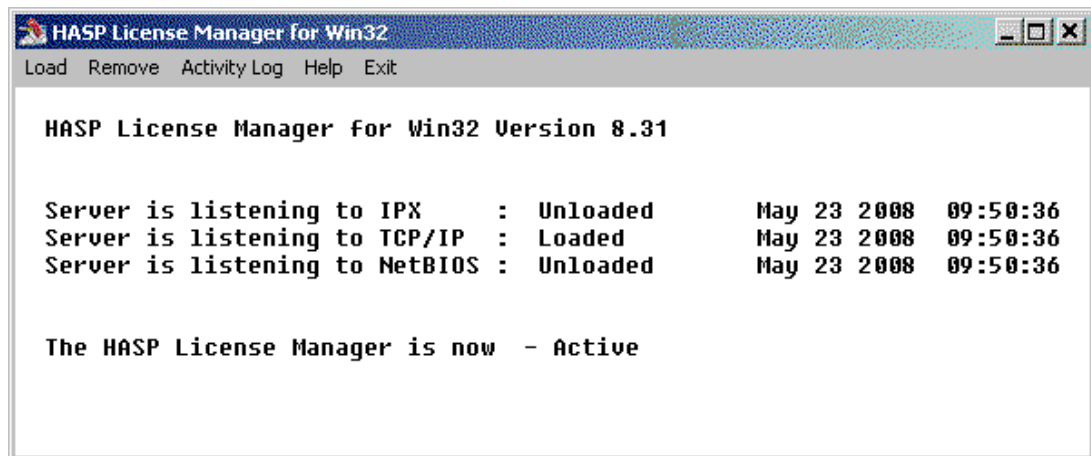 HASP License Manager for Win32
Load Remove Activity Log Help Exit
HASP License Manager for Win32 Version 8.31
Server is listening to IPX : Unloaded May 23 2008 09:50:36
Server is listening to TCP/IP : Loaded May 23 2008 09:50:36
Server is listening to NetBIOS : Unloaded May 23 2008 09:50:36
The HASP License Manager is now - Active